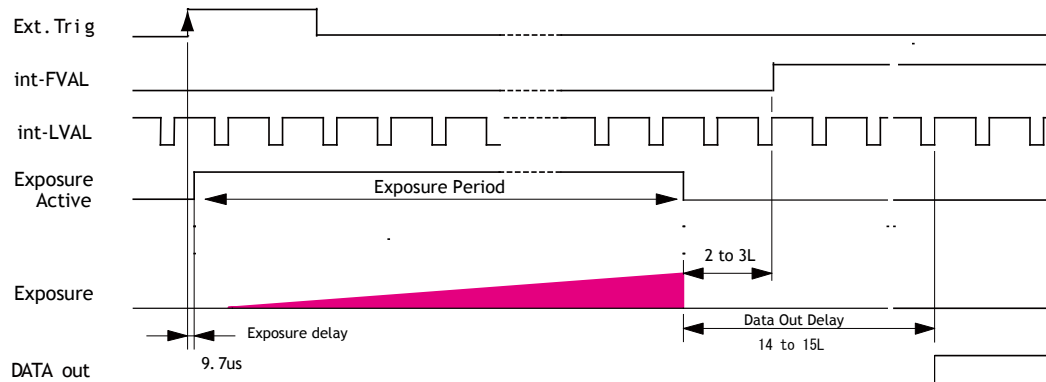 Ext.Trig
int-FVAL
int-LVAL
Exposure
Active
Exposure Period
2 to 3L
Exposure
Exposure delay
Data Out Delay
14 to 15L
9.7us
DATA out